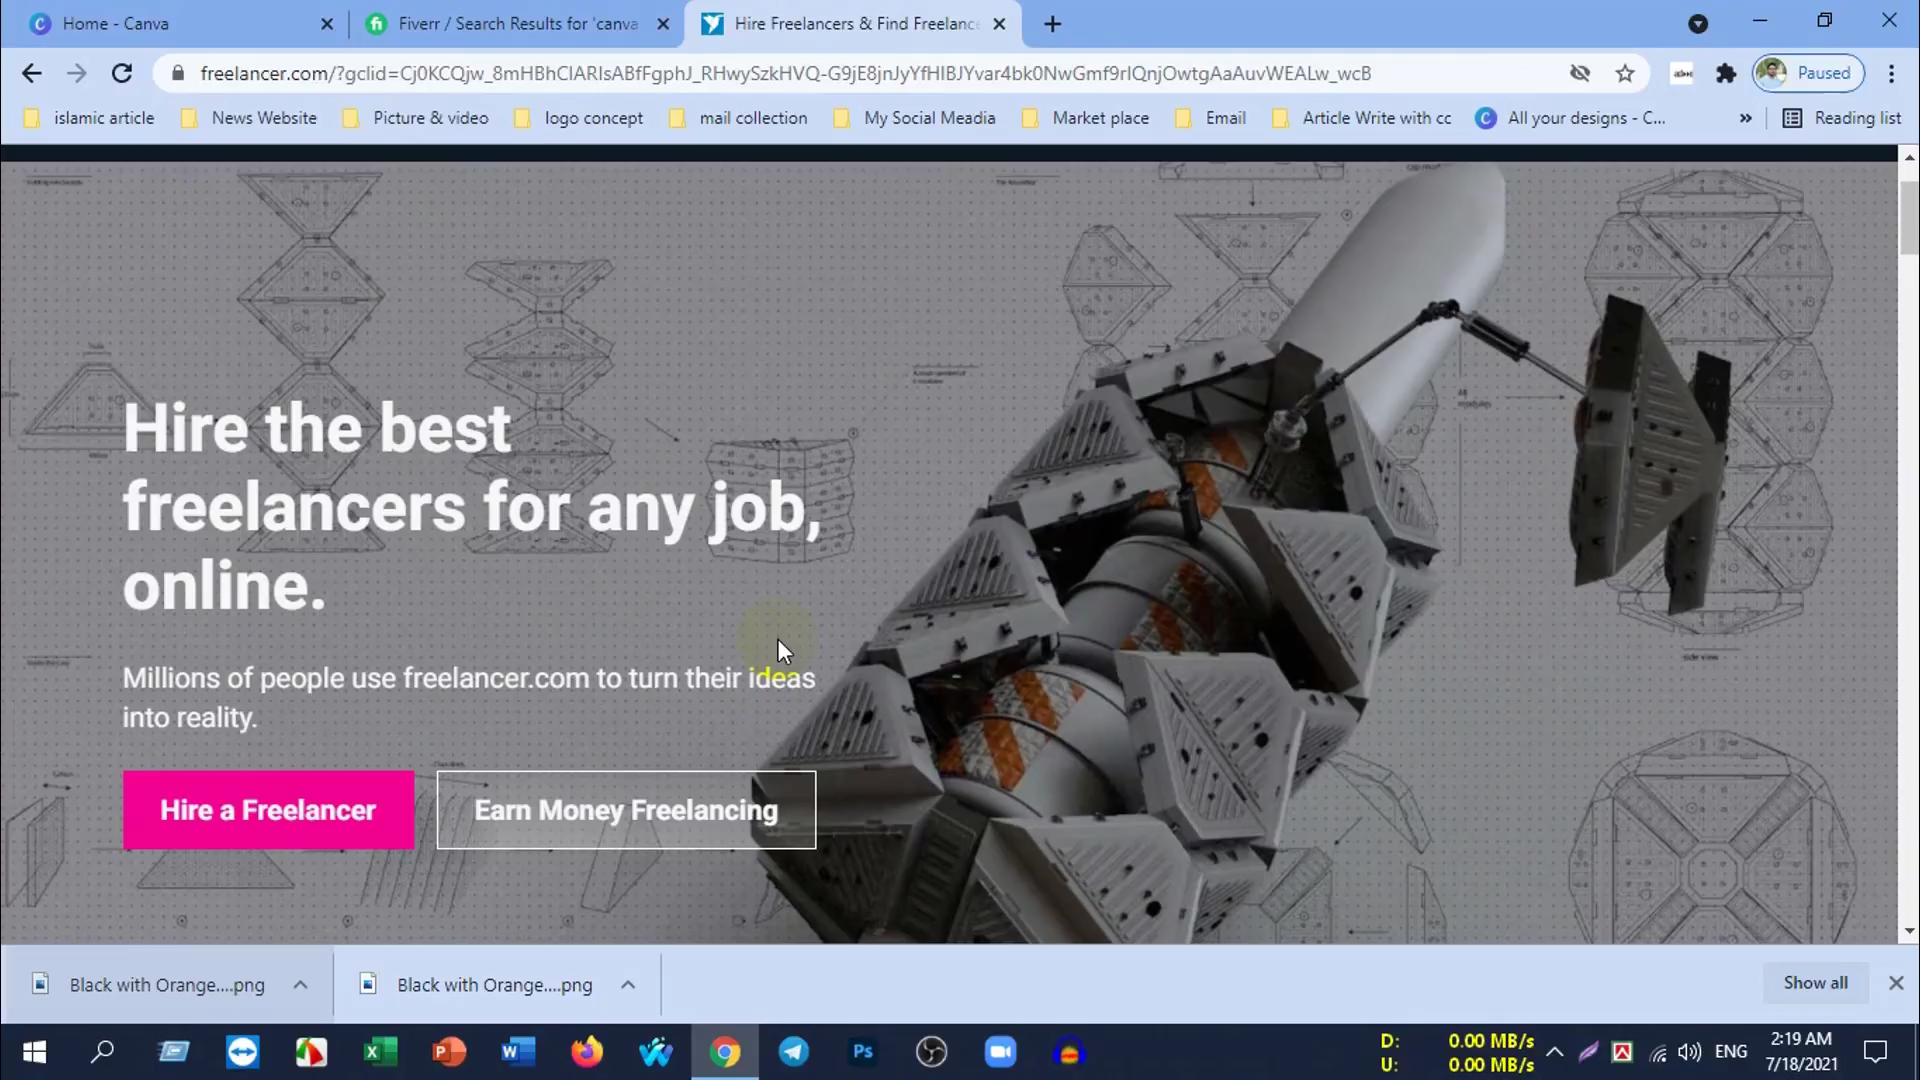 Home - Canva
Fiverr / Search Results for 'canva
Hire Freelancers & Find Freelance
freelancer.com/?gclid=Cj0KCQjw_8mHBhClARIsABfFgphJ_RHwySzkHVQ-G9jE8jnJyYfHlBJYvar4bk0NwGmf9rIQnjOwtgAaAuvWEALw_wcB
Paused
islamic article
News Website
Picture & video
logo concept
mail collection
My Social Meadia
Market place
Email
Article Write with cc
All your designs - C...
»
Reading list
Hire the best
freelancers for any job,
online.
Millions of people use freelancer.com to turn their ideas
into reality.
Hire a Freelancer
Earn Money Freelancing
side view
Black with Orange....png
Black with Orange....png
Show all
D: 0.00 MB/s
U: 0.00 MB/s
ENG
2:19 AM
7/18/2021